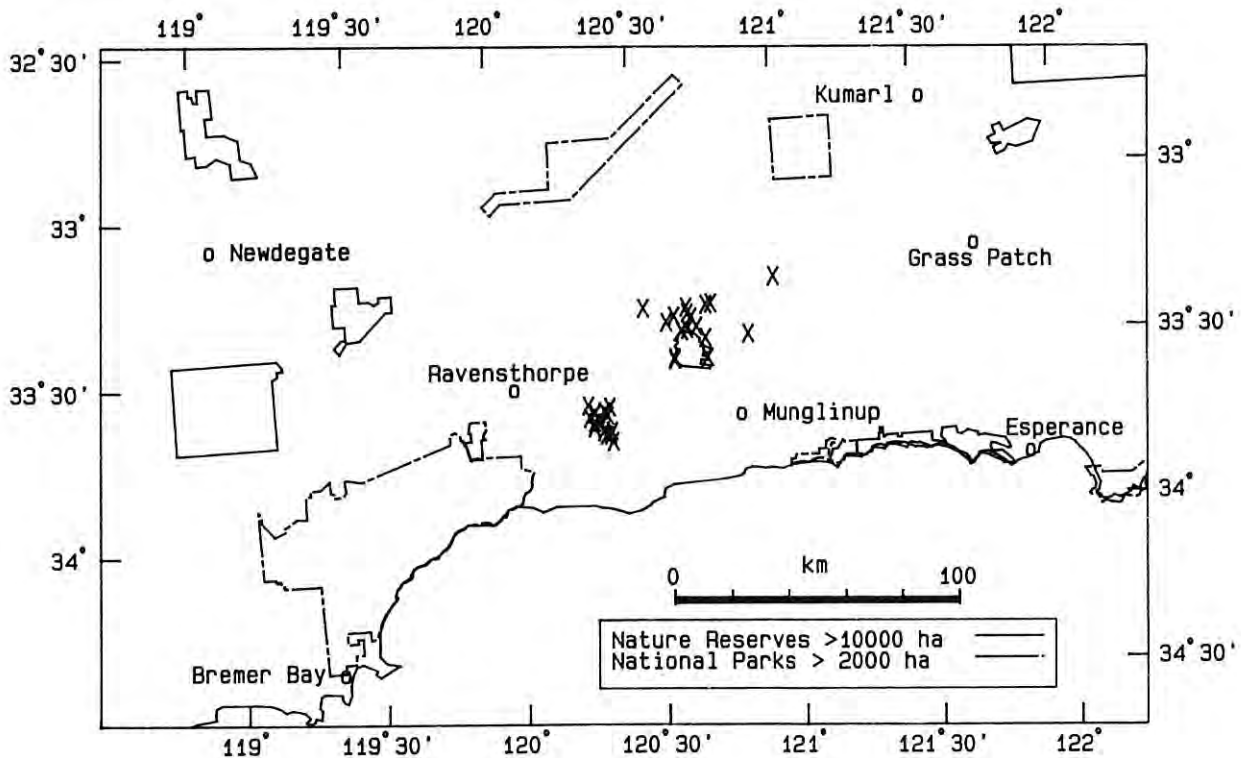 119° 119°30' 120° 120°30' 121° 121°30' 122°
32°30'
Kumarl
33°
33°
33°30'
Newdegate
Grass Patch
33°30'
Ravensthorpe
33°30'
Munglinup
Esperance
34°
34°
km
0 100
Nature Reserves >10000 ha
National Parks > 2000 ha
34°30'
Bremer Bay
119° 119°30' 120° 120°30' 121° 121°30' 122°